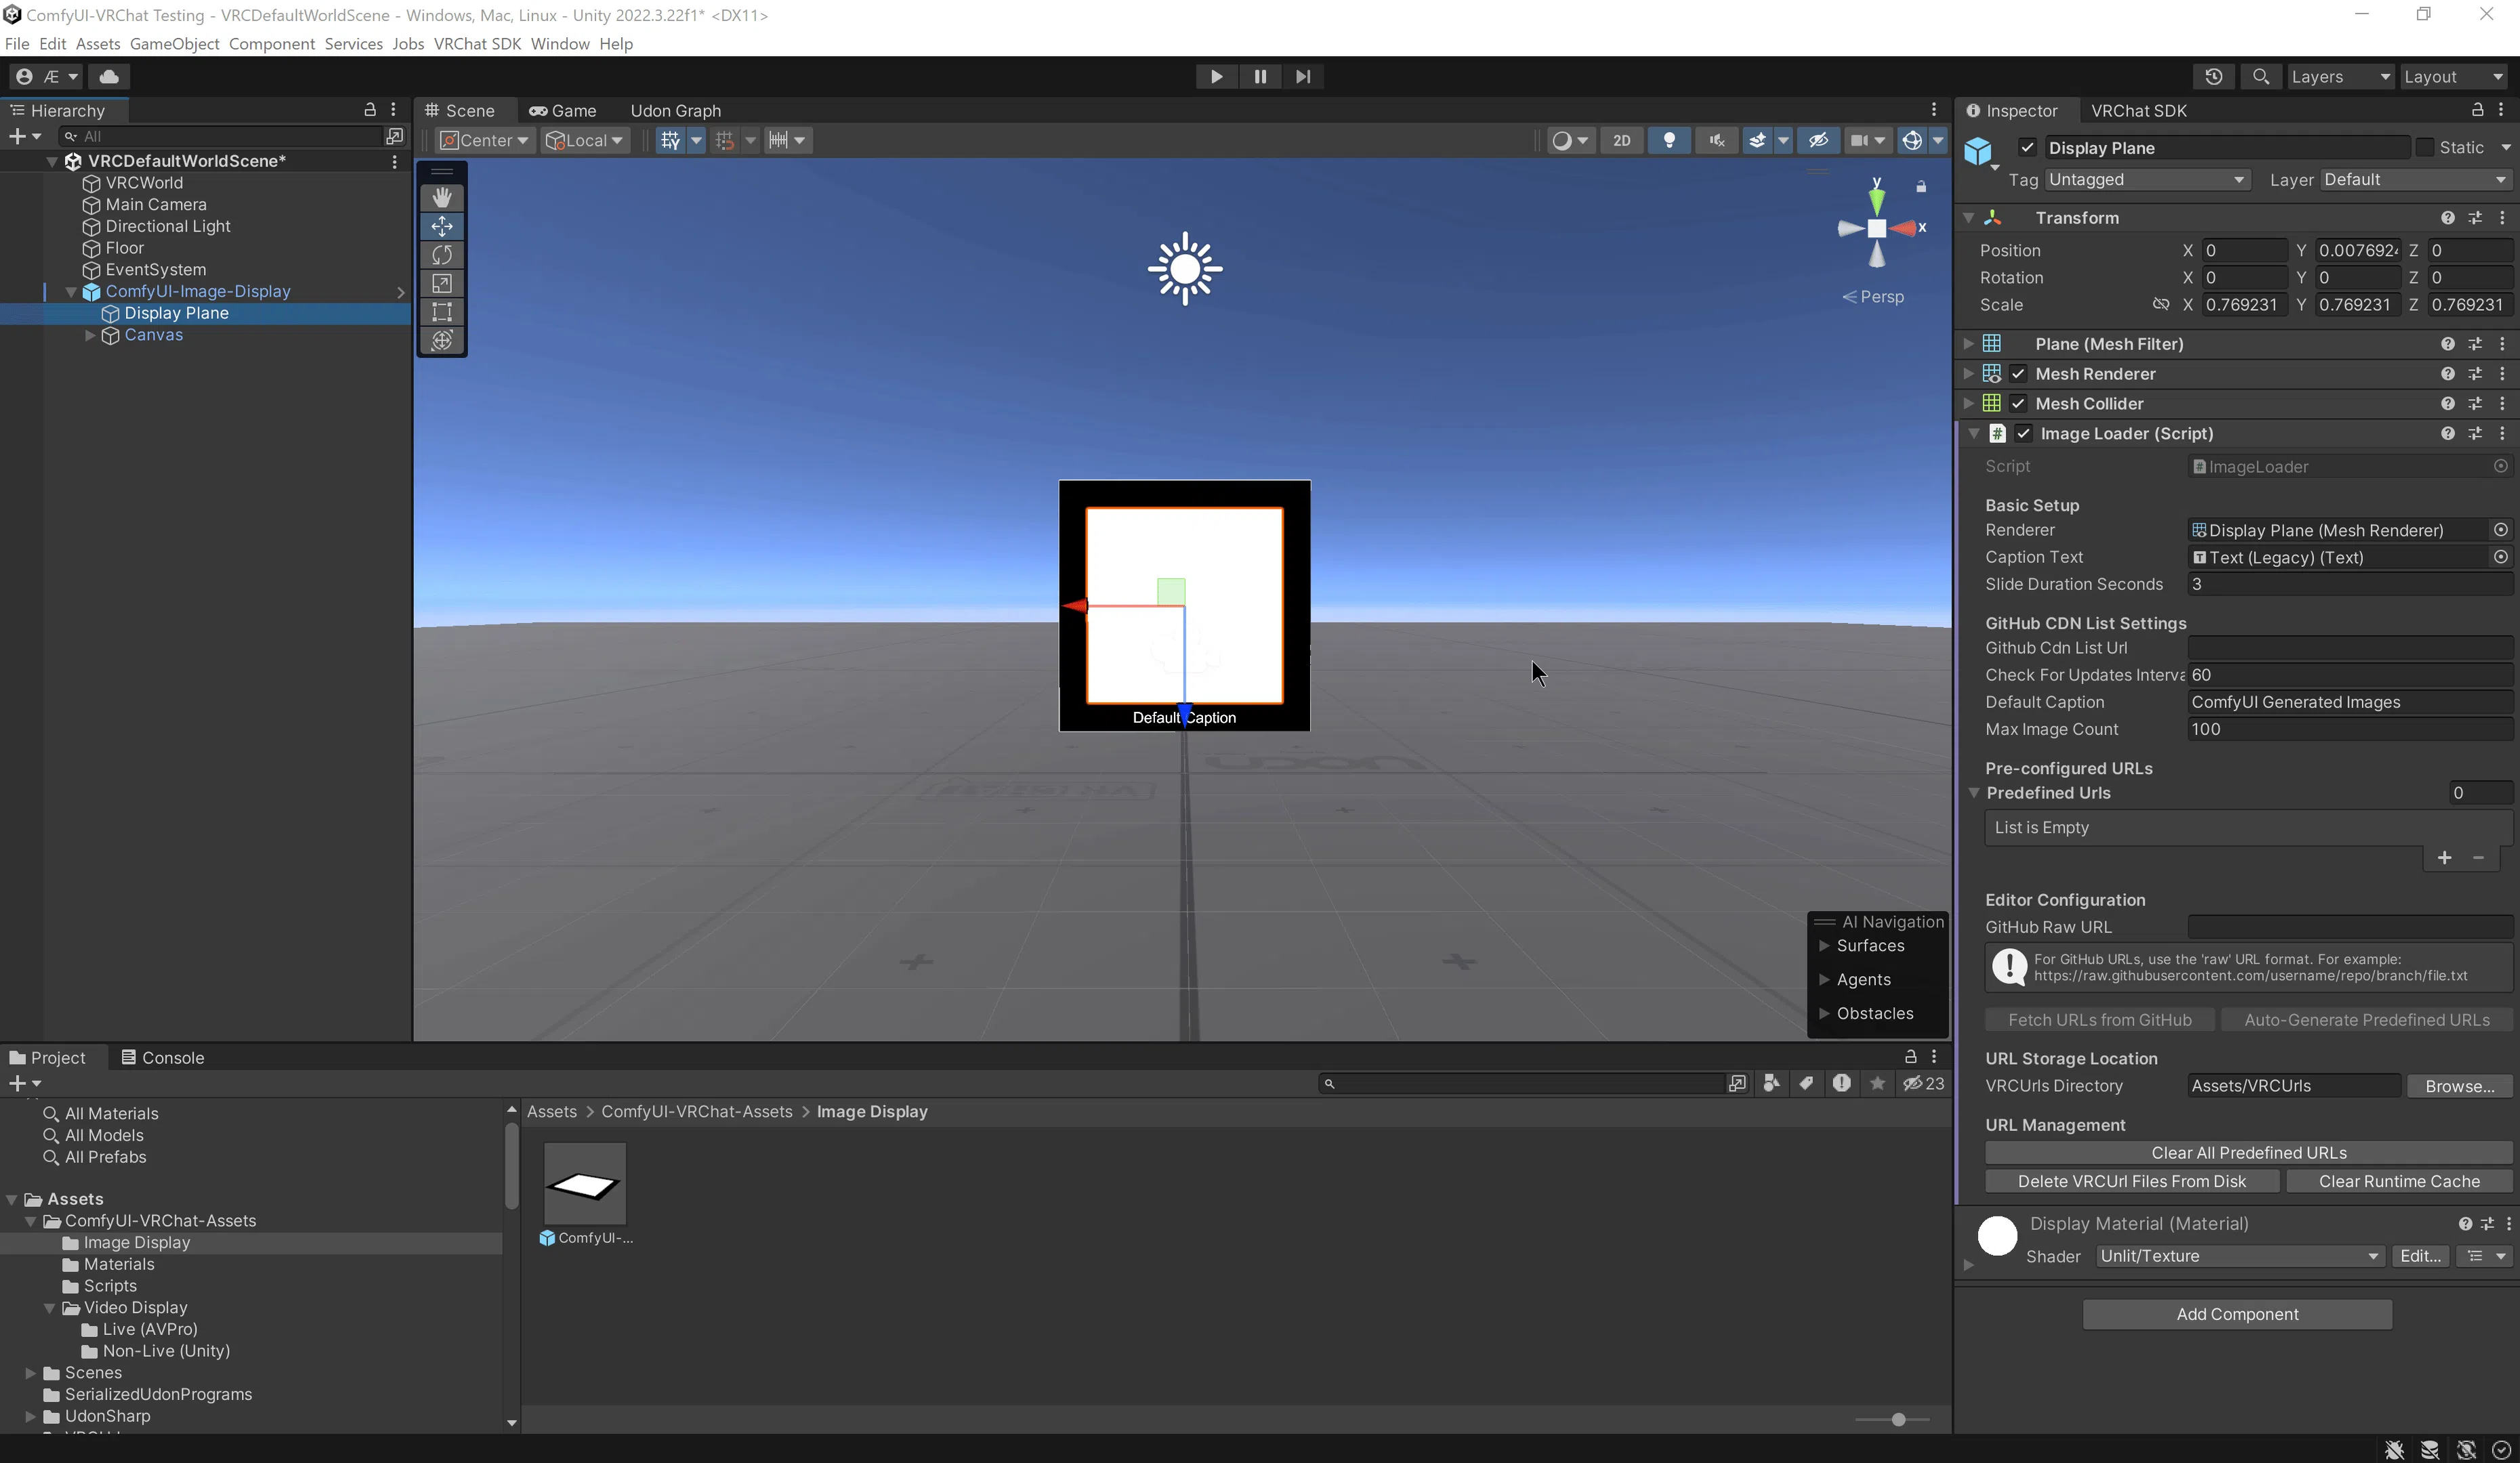 ComfyUI-VRChat Testing - VRCDefaultWorldScene - Windows, Mac, Linux - Unity 2022.3.22f1* <DX11>
File Edit Assets GameObject Component Services Jobs VRChat SDK Window Help
Æ
Layers
Layout
Hierarchy
All
VRCDefaultWorldScene*
VRCWorld
Main Camera
Directional Light
Floor
EventSystem
ComfyUI-Image-Display
Display Plane
Canvas
Scene
Game
Udon Graph
Center
Local
2D
y
x
Persp
Default Caption
AI Navigation
Surfaces
Agents
Obstacles
Inspector
VRChat SDK
Display Plane
Static
Tag Untagged
Layer Default
Transform
Position X 0 Y 0.0076924 Z 0
Rotation X 0 Y 0 Z 0
Scale X 0.769231 Y 0.769231 Z 0.769231
Plane (Mesh Filter)
Mesh Renderer
Mesh Collider
# Image Loader (Script)
Script ImageLoader
Basic Setup
Renderer Display Plane (Mesh Renderer)
Caption Text Text (Legacy) (Text)
Slide Duration Seconds 3
GitHub CDN List Settings
Github Cdn List Url
Check For Updates Interva 60
Default Caption ComfyUI Generated Images
Max Image Count 100
Pre-configured URLs
Predefined Urls 0
List is Empty
Editor Configuration
GitHub Raw URL
For GitHub URLs, use the 'raw' URL format. For example:
https://raw.githubusercontent.com/username/repo/branch/file.txt
Fetch URLs from GitHub
Auto-Generate Predefined URLs
URL Storage Location
VRCUrls Directory Assets/VRCUrls Browse...
URL Management
Clear All Predefined URLs
Delete VRCUrl Files From Disk
Clear Runtime Cache
Display Material (Material)
Shader Unlit/Texture Edit...
Add Component
Project
Console
23
All Materials
All Models
All Prefabs
Assets
ComfyUI-VRChat-Assets
Image Display
Materials
Scripts
Video Display
Live (AVPro)
Non-Live (Unity)
Scenes
SerializedUdonPrograms
UdonSharp
Assets > ComfyUI-VRChat-Assets > Image Display
ComfyUI-...